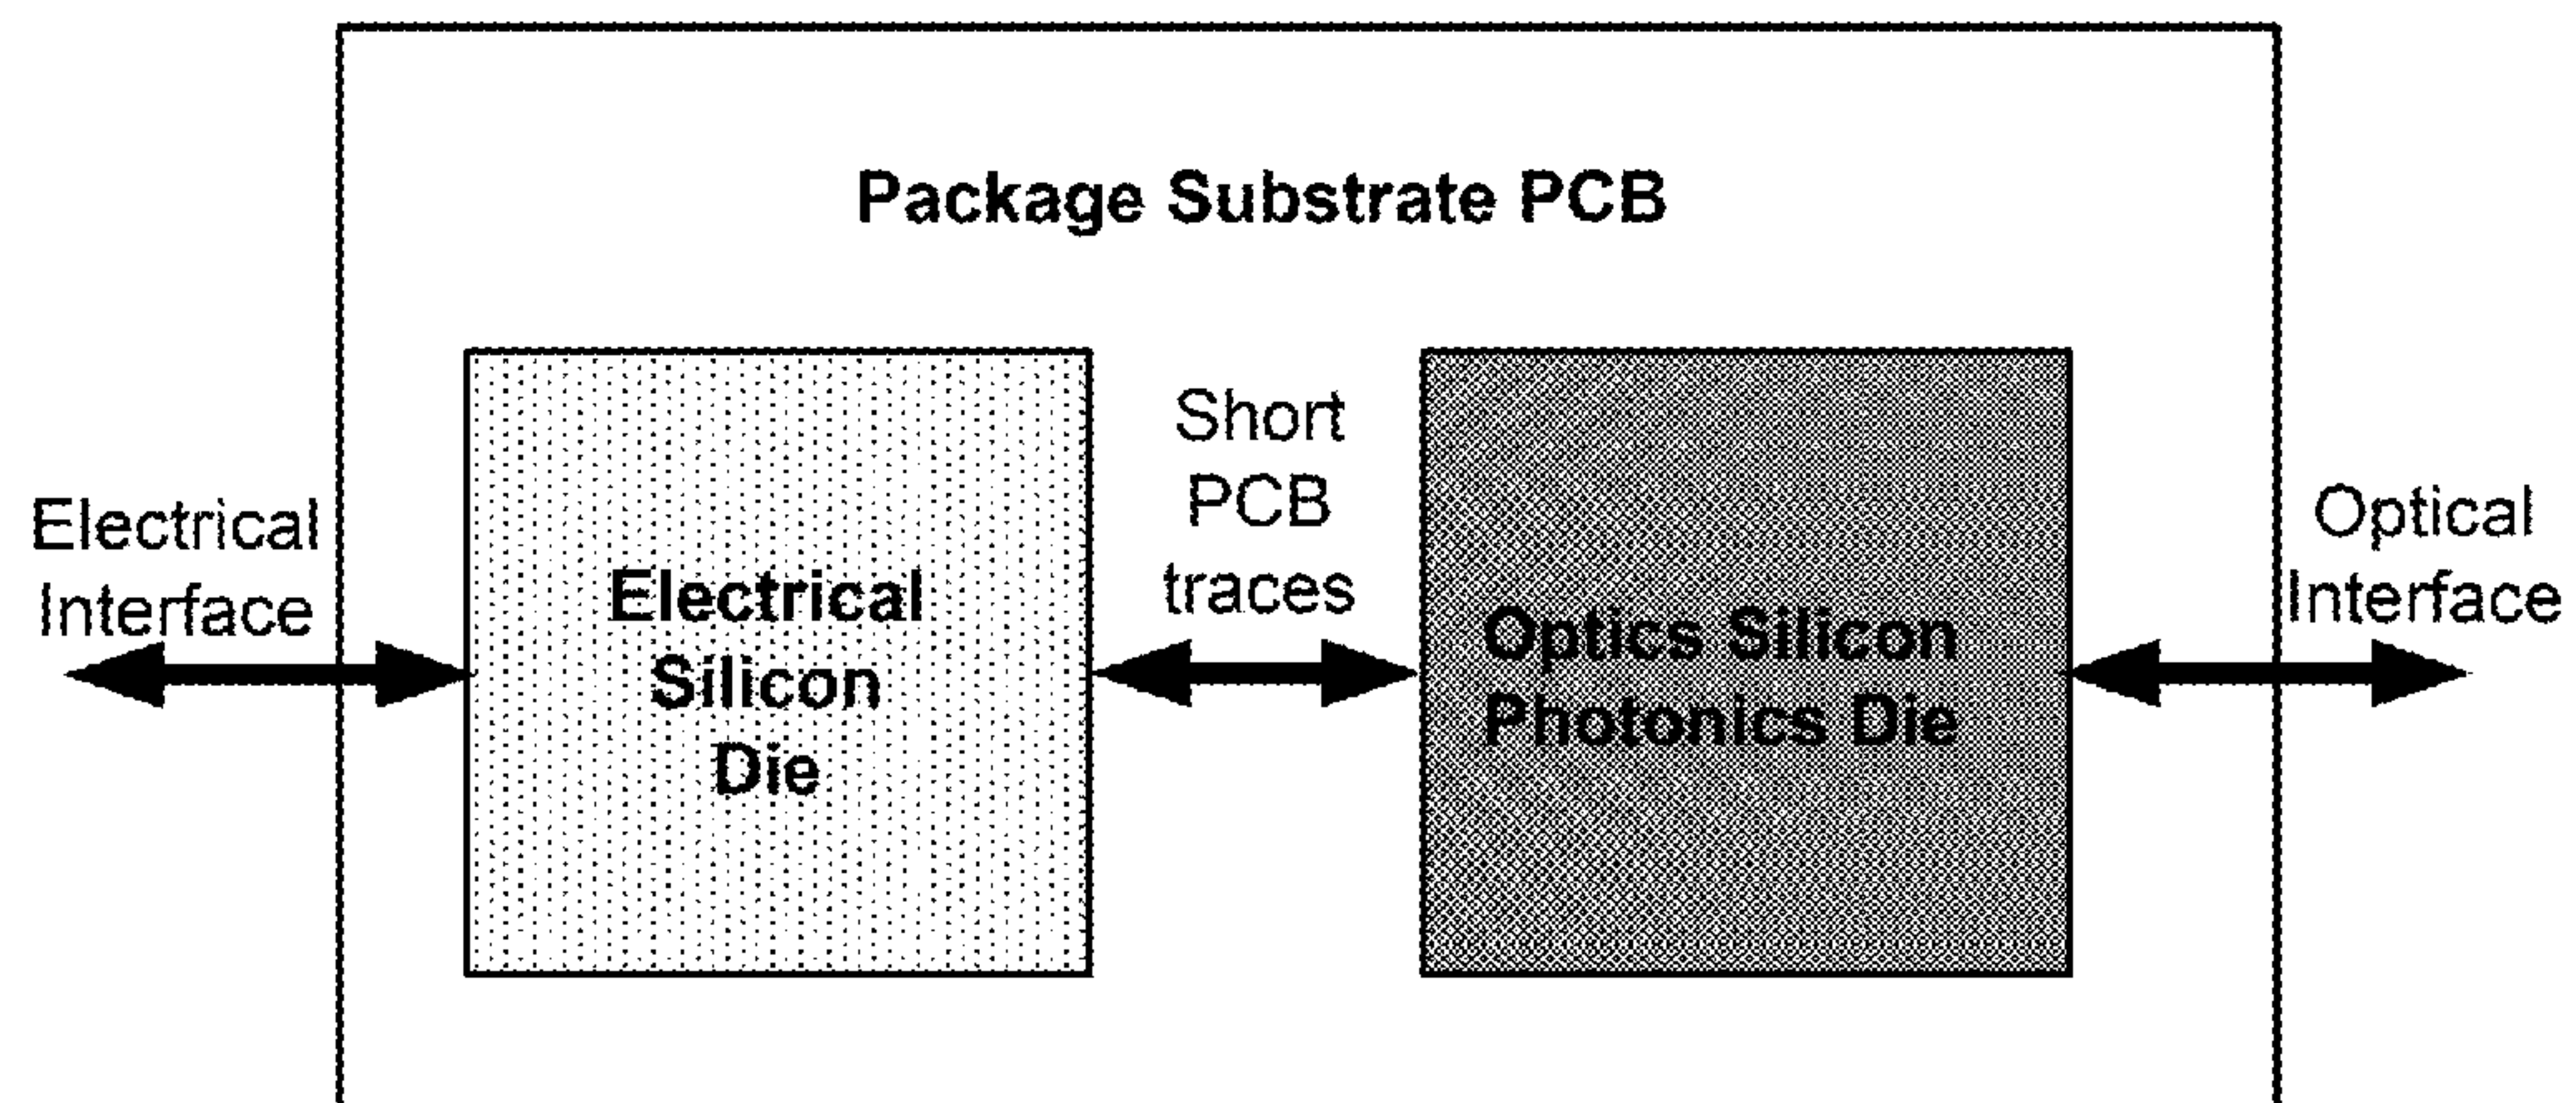 Package Substrate PCB
Electrical
Interface
Electrical
Silicon
Die
Short
PCB
traces
Optics Silicon
Photonics Die
Optical
Interface